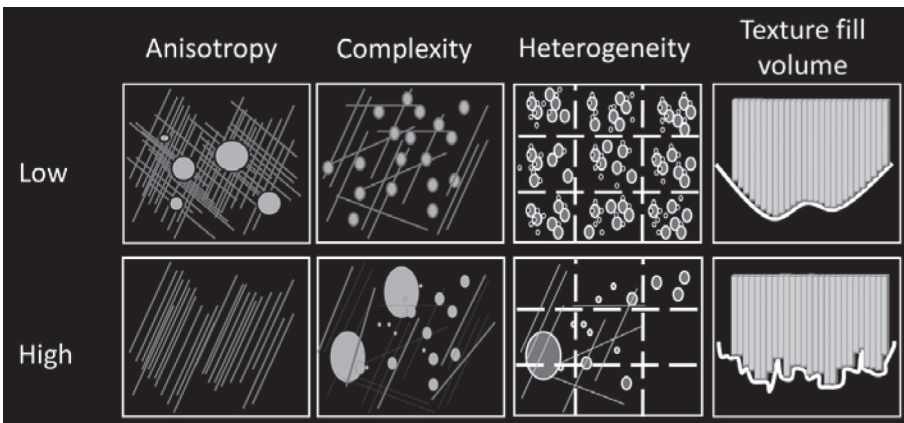 Anisotropy
Complexity
Heterogeneity
Texture fill
volume
Low
High